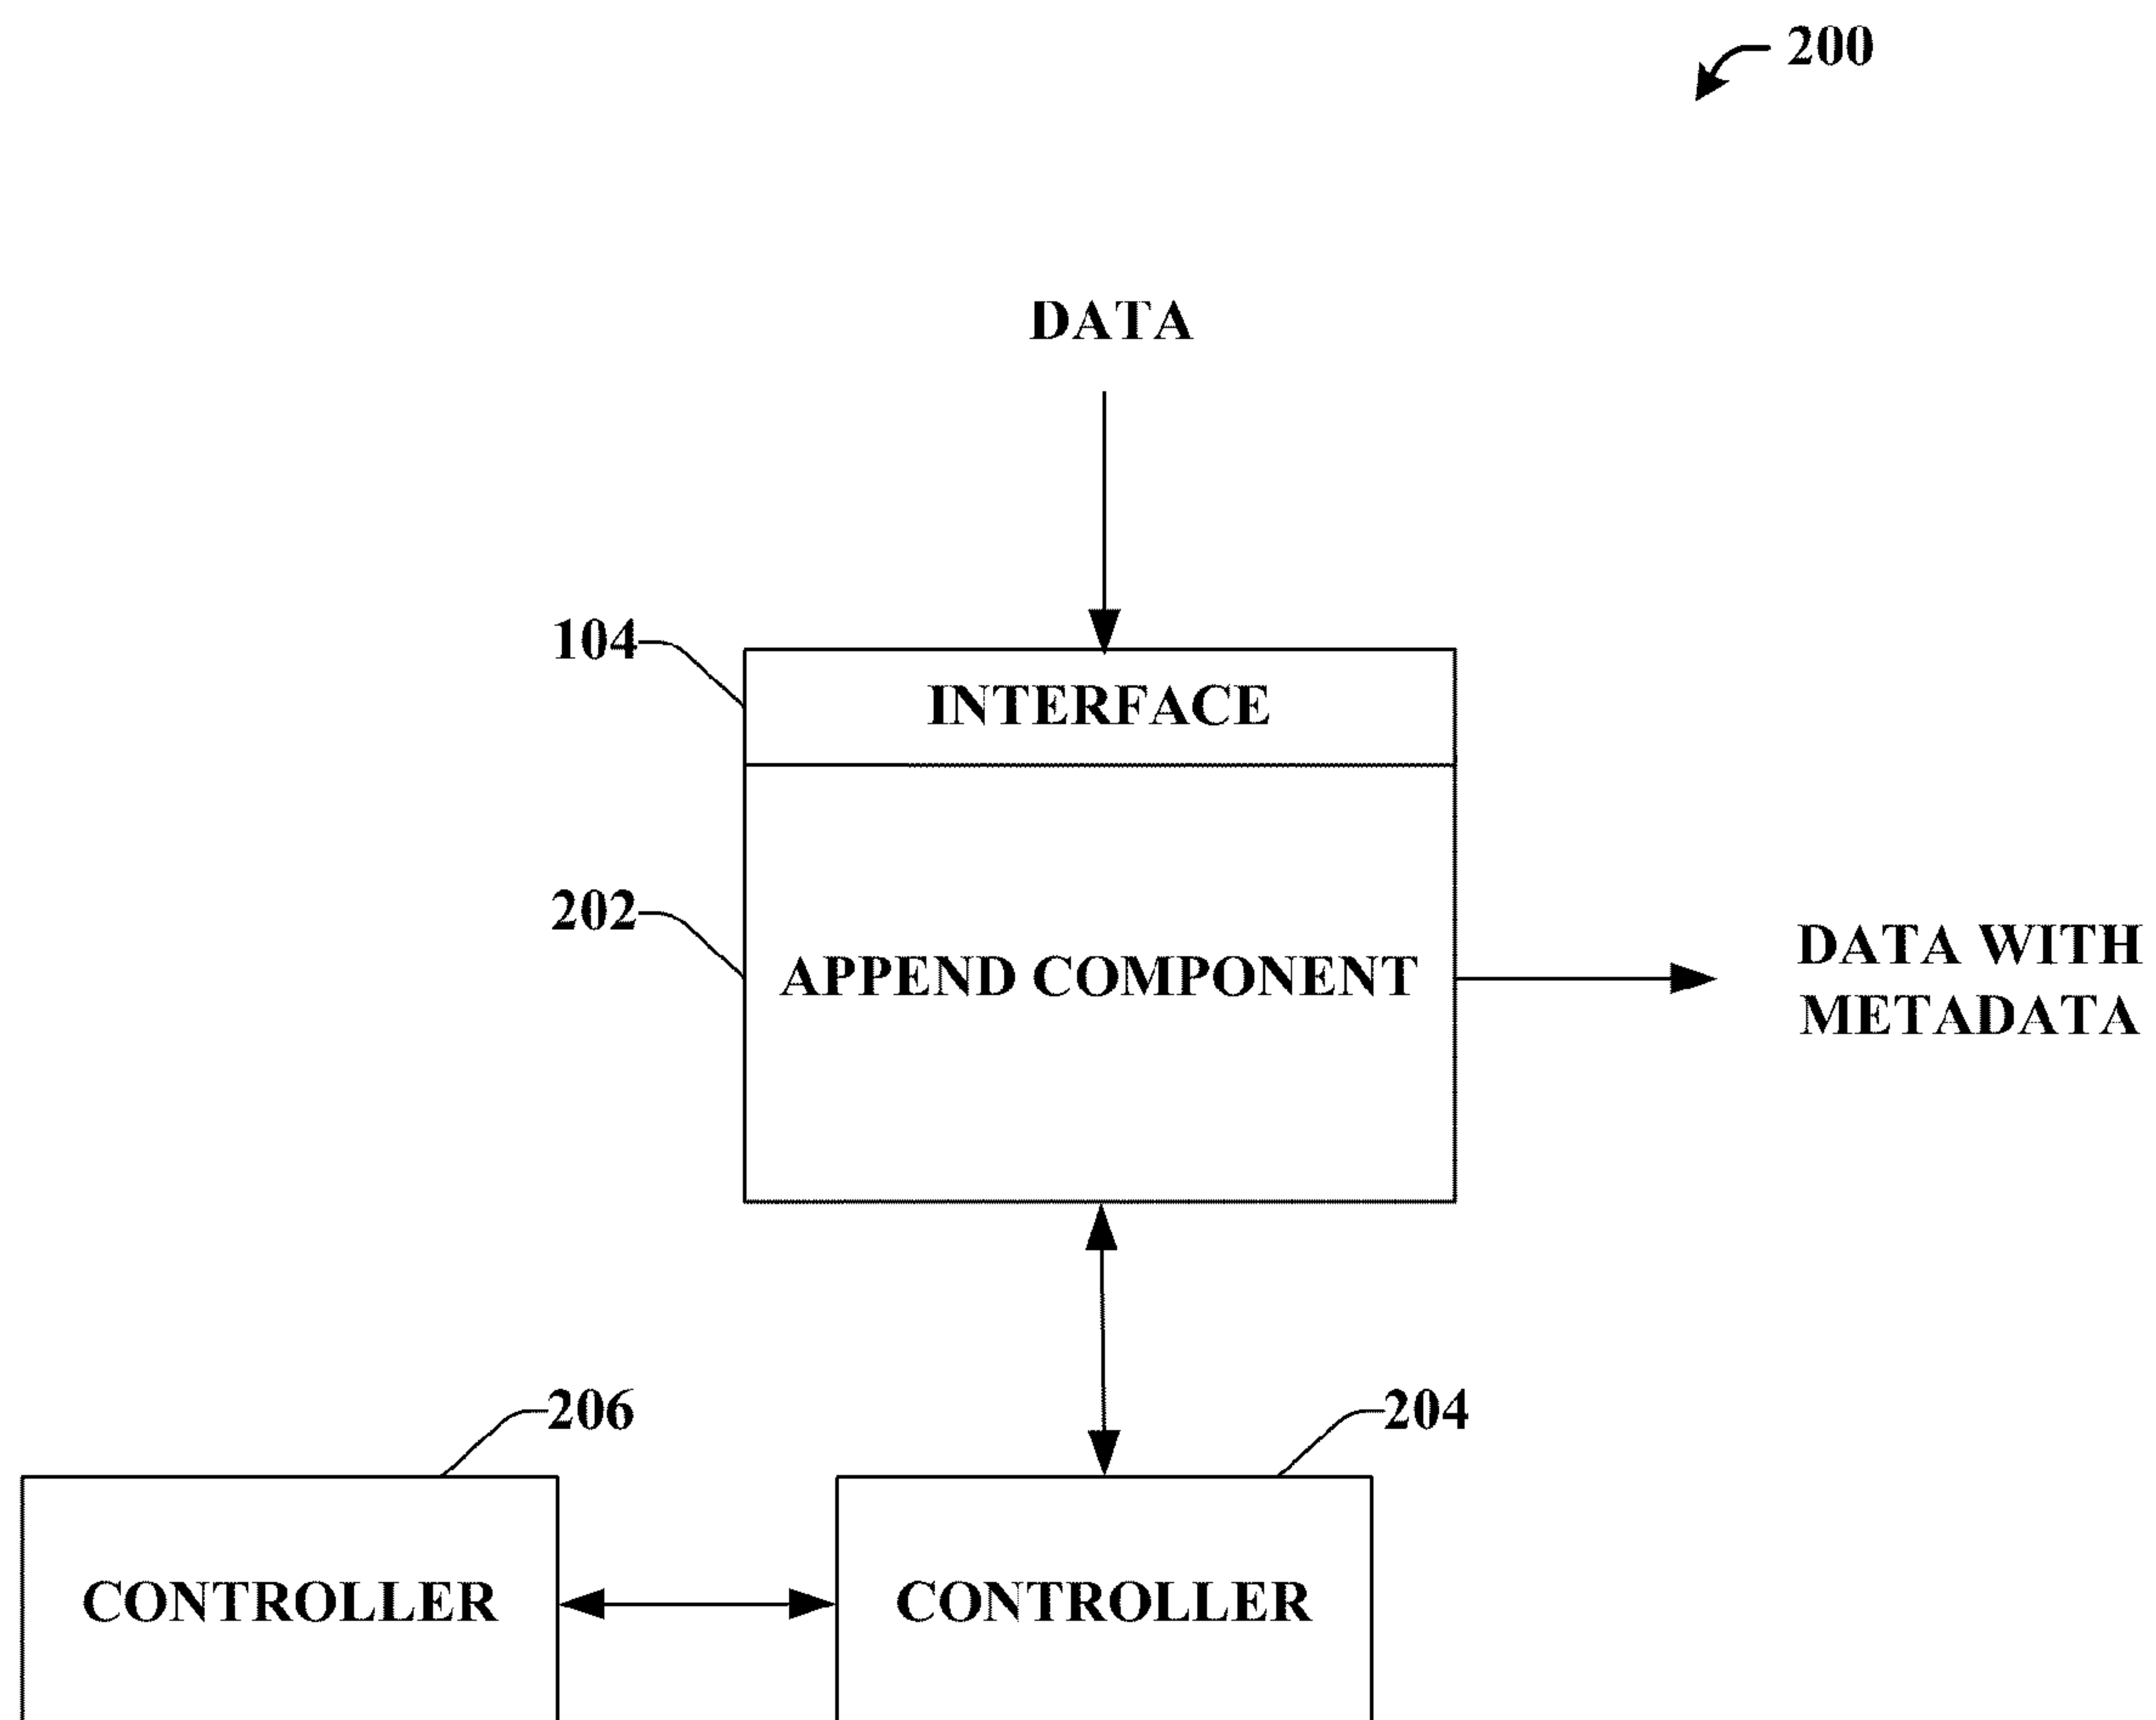 200
DATA
104
INTERFACE
202
APPEND COMPONENT
DATA WITH
METADATA
206
204
CONTROLLER
CONTROLLER